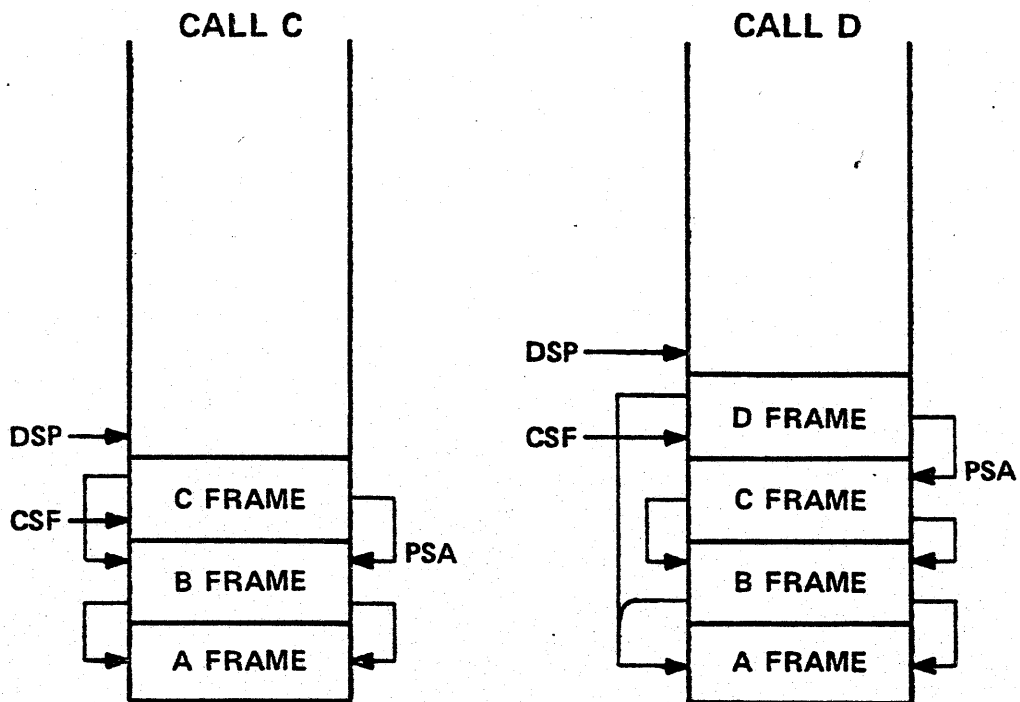 CALL C
DSP
C FRAME
CSF
PSA
B FRAME
A FRAME
CALL D
DSP
D FRAME
CSF
PSA
C FRAME
B FRAME
A FRAME